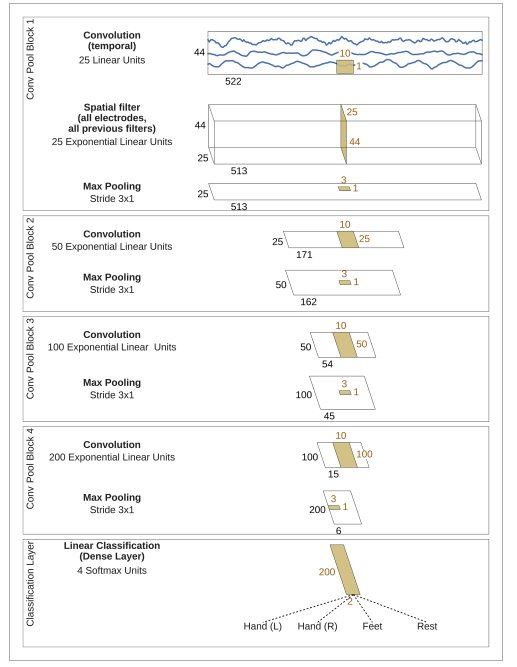 Conv Pool Block 1
Convolution
(temporal)
25 Linear Units
44
10
1
522
Spatial filter
(all electrodes,
all previous filters)
25 Exponential Linear Units
44
25
25
44
513
Max Pooling
Stride 3x1
25
3
1
513
Conv Pool Block 2
Convolution
50 Exponential Linear Units
25
10
25
171
Max Pooling
Stride 3x1
50
3
1
162
Conv Pool Block 3
Convolution
100 Exponential Linear Units
50
10
50
54
Max Pooling
Stride 3x1
100
3
1
45
Conv Pool Block 4
Convolution
200 Exponential Linear Units
100
10
100
15
Max Pooling
Stride 3x1
200
3
1
6
Classification Layer
Linear Classification
(Dense Layer)
4 Softmax Units
200
2
Hand (L) Hand (R) Feet Rest